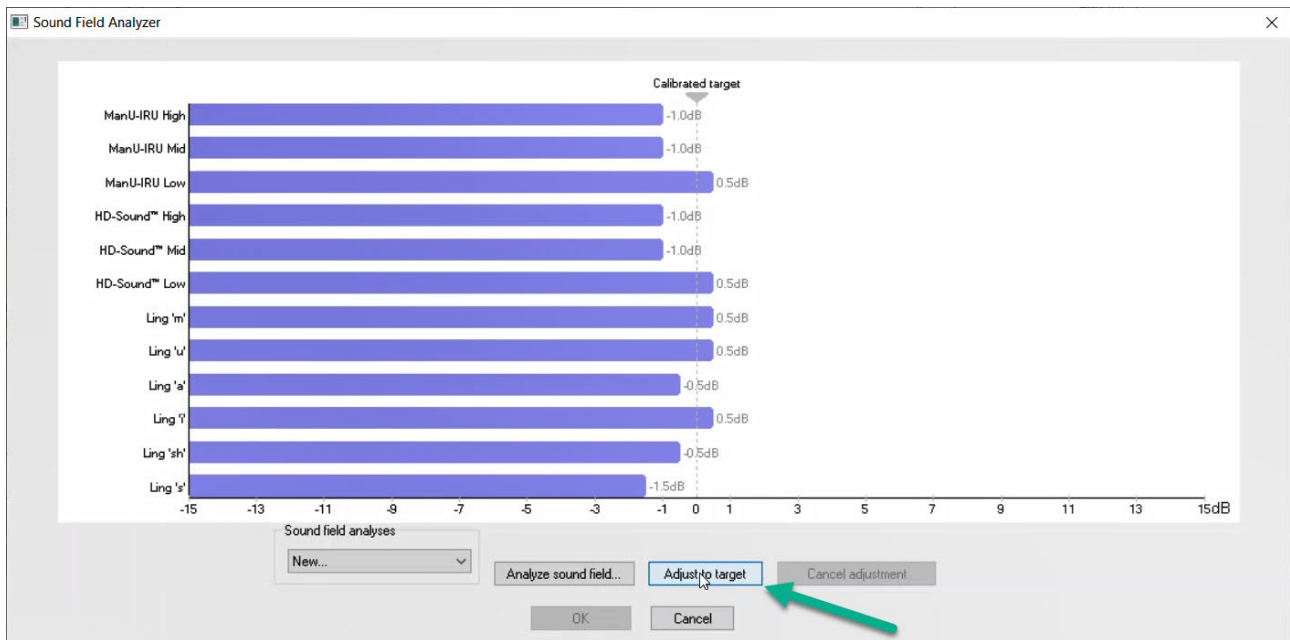 Sound Field Analyzer
Calibrated target
ManU-IRU High -1.0dB
ManU-IRU Mid -1.0dB
ManU-IRU Low 0.5dB
HD-Sound™ High -1.0dB
HD-Sound™ Mid -1.0dB
HD-Sound™ Low 0.5dB
Ling 'm' 0.5dB
Ling 'u' 0.5dB
Ling 'a' -0.5dB
Ling 'i' 0.5dB
Ling 'sh' -0.5dB
Ling 's' -1.5dB
-15 -13 -11 -9 -7 -5 -3 -1 0 1 3 5 7 9 11 13 15dB
Sound field analyses
New...
Analyze sound field... Adjust to target Cancel adjustment
OK Cancel